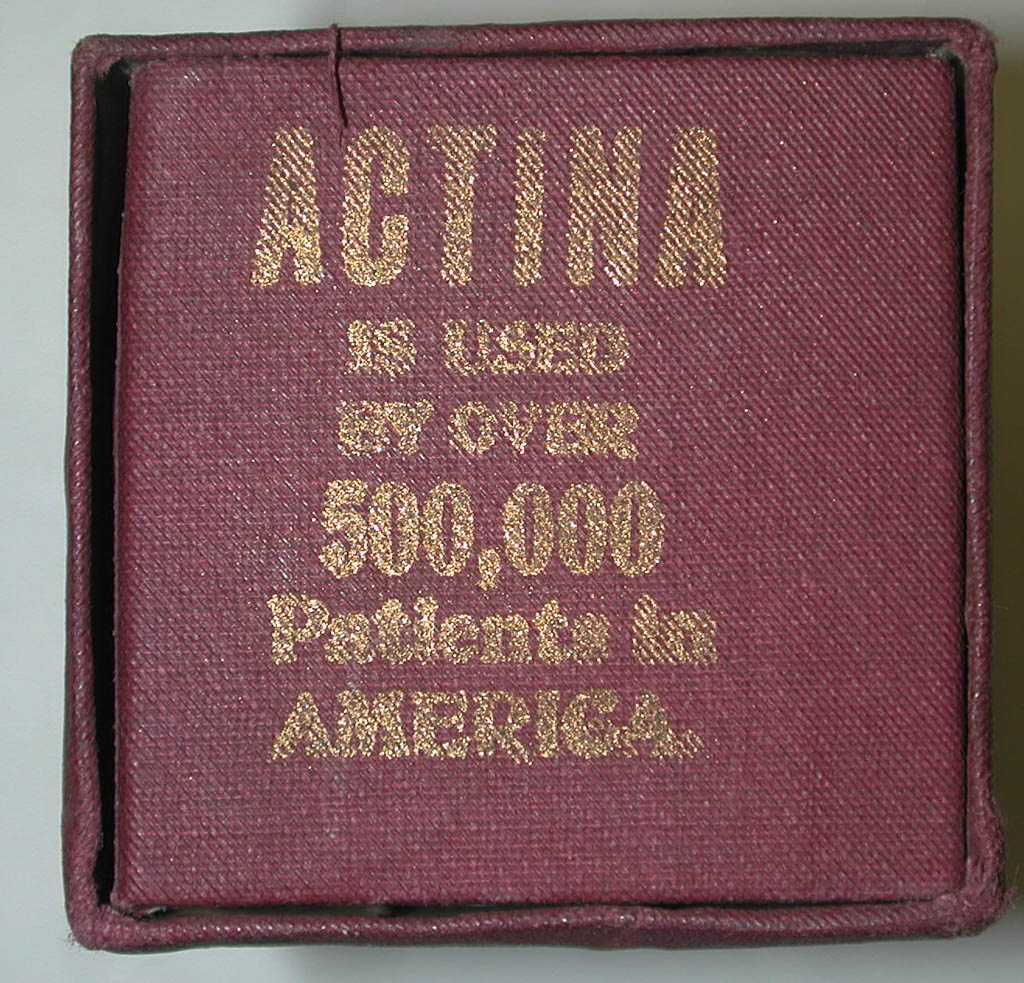 ACTINA
IS USED
BY OVER
500,000
Patients in
AMERICA.